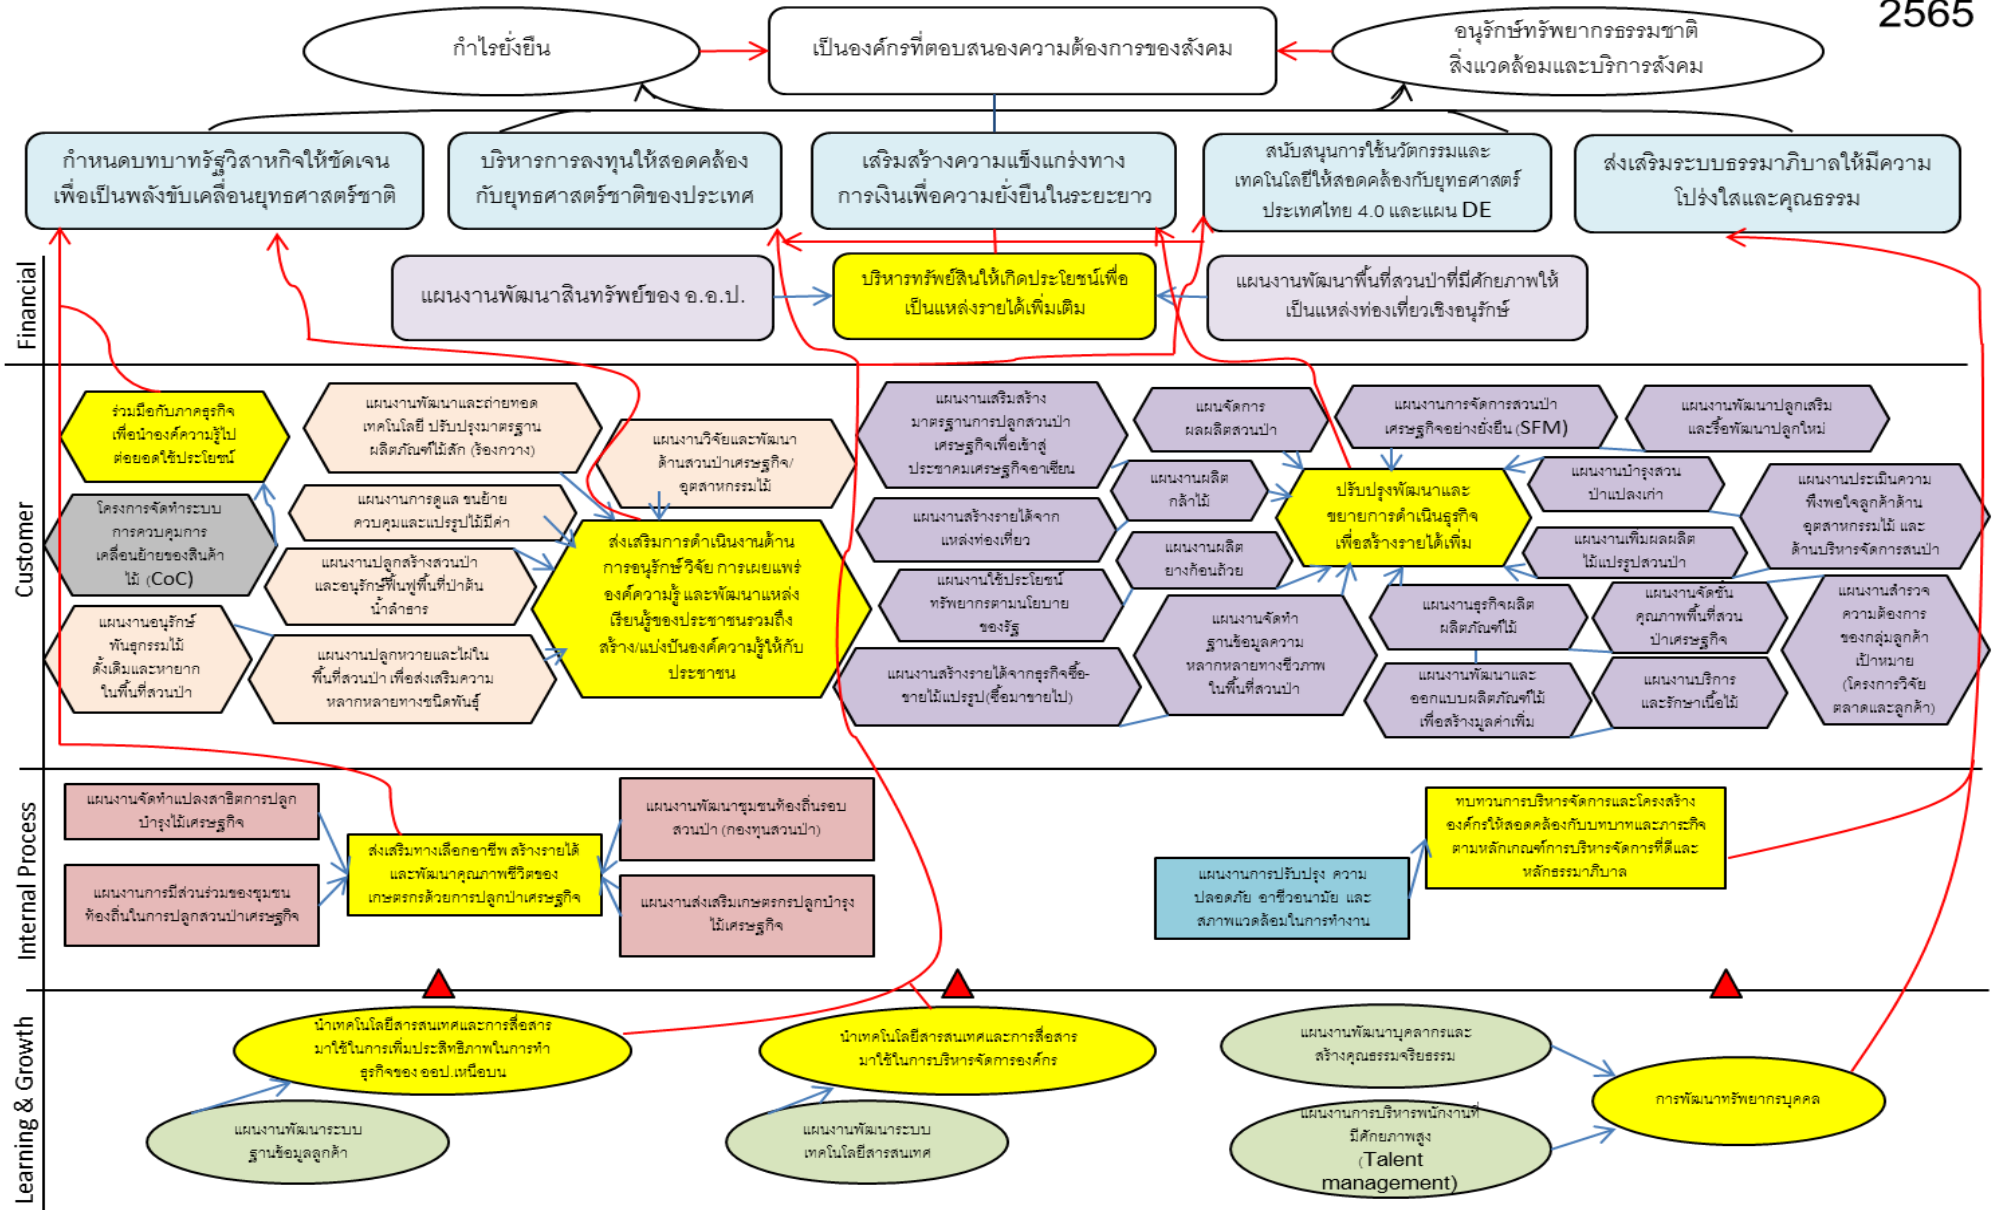 2565
กำไรยั่งยืน
เป็นองค์กรที่ตอบสนองความต้องการของสังคม
อนุรักษ์ทรัพยากรธรรมชาติ
สิ่งแวดล้อมและบริการสังคม
กำหนดบทบาทรัฐวิสาหกิจให้ชัดเจน
เพื่อเป็นพลังขับเคลื่อนยุทธศาสตร์ชาติ
บริหารการลงทุนให้สอดคล้อง
กับยุทธศาสตร์ชาติของประเทศ
เสริมสร้างความแข็งแกร่งทาง
การเงินเพื่อความยั่งยืนในระยะยาว
สนับสนุนการใช้นวัตกรรมและ
เทคโนโลยีให้สอดคล้องกับยุทธศาสตร์
ประเทศไทย 4.0 และแผน DE
ส่งเสริมระบบธรรมาภิบาลให้มีความ
โปร่งใสและคุณธรรม
Financial
แผนงานพัฒนาสินทรัพย์ของ อ.อ.ป.
บริหารทรัพย์สินให้เกิดประโยชน์เพื่อ
เป็นแหล่งรายได้เพิ่มเติม
แผนงานพัฒนาพื้นที่สวนป่าที่มีศักยภาพให้
เป็นแหล่งท่องเที่ยวเชิงอนุรักษ์
Customer
ร่วมมือกับภาคธุรกิจ
เพื่อนำองค์ความรู้ไป
ต่อยอดใช้ประโยชน์
แผนงานพัฒนาและถ่ายทอด
เทคโนโลยี ปรับปรุงมาตรฐาน
ผลิตภัณฑ์ไม้สัก (ร้องกวาง)
แผนงานวิจัยและพัฒนา
ด้านสวนป่าเศรษฐกิจ/
อุตสาหกรรมไม้
โครงการจัดทำระบบ
การควบคุมการ
เคลื่อนย้ายของสินค้า
ไม้ (CoC)
แผนงานการดูแล ขนย้าย
ควบคุมและแปรรูปไม้มีค่า
แผนงานปลูกสร้างสวนป่า
และอนุรักษ์ฟื้นฟูพื้นที่ป่าต้น
น้ำลำธาร
แผนงานอนุรักษ์
พันธุกรรมไม้
ดั้งเดิมและหายาก
ในพื้นที่สวนป่า
แผนงานปลูกหวายและไผ่ใน
พื้นที่สวนป่า เพื่อส่งเสริมความ
หลากหลายทางชนิดพันธุ์
ส่งเสริมการดำเนินงานด้าน
การอนุรักษ์วิจัย การเผยแพร่
องค์ความรู้ และพัฒนาแหล่ง
เรียนรู้ของประชาชนรวมถึง
สร้าง/แบ่งปันองค์ความรู้ให้กับ
ประชาชน
แผนงานเสริมสร้าง
มาตรฐานการปลูกสวนป่า
เศรษฐกิจเพื่อเข้าสู่
ประชาคมเศรษฐกิจอาเซียน
แผนจัดการ
ผลผลิตสวนป่า
แผนงานการจัดการสวนป่า
เศรษฐกิจอย่างยั่งยืน (SFM)
แผนงานพัฒนาปลูกเสริม
และรื้อพัฒนาปลูกใหม่
แผนงานผลิต
กล้าไม้
แผนงานสร้างรายได้จาก
แหล่งท่องเที่ยว
แผนงานผลิต
ยางก้อนถ้วย
แผนงานใช้ประโยชน์
ทรัพยากรตามนโยบาย
ของรัฐ
แผนงานจัดทำ
ฐานข้อมูลความ
หลากหลายทางชีวภาพ
ในพื้นที่สวนป่า
แผนงานสร้างรายได้จากธุรกิจซื้อ-
ขายไม้แปรรูป(ซื้อมาขายไป)
ปรับปรุงพัฒนาและ
ขยายการดำเนินธุรกิจ
เพื่อสร้างรายได้เพิ่ม
แผนงานบำรุงสวน
ป่าแปลงเก่า
แผนงานประเมินความ
พึงพอใจลูกค้าด้าน
อุตสาหกรรมไม้ และ
ด้านบริหารจัดการสนป่า
แผนงานเพิ่มผลผลิต
ไม้แปรรูปสวนป่า
แผนงานธุรกิจผลิต
ผลิตภัณฑ์ไม้
แผนงานจัดชั้น
คุณภาพพื้นที่สวน
ป่าเศรษฐกิจ
แผนงานสำรวจ
ความต้องการ
ของกลุ่มลูกค้า
เป้าหมาย
(โครงการวิจัย
ตลาดและลูกค้า)
แผนงานพัฒนาและ
ออกแบบผลิตภัณฑ์ไม้
เพื่อสร้างมูลค่าเพิ่ม
แผนงานบริการ
และรักษาเนื้อไม้
Internal Process
แผนงานจัดทำแปลงสาธิตการปลูก
บำรุงไม้เศรษฐกิจ
แผนงานการมีส่วนร่วมของชุมชน
ท้องถิ่นในการปลูกสวนป่าเศรษฐกิจ
ส่งเสริมทางเลือกอาชีพ สร้างรายได้
และพัฒนาคุณภาพชีวิตของ
เกษตรกรด้วยการปลูกป่าเศรษฐกิจ
แผนงานพัฒนาชุมชนท้องถิ่นรอบ
สวนป่า (กองทุนสวนป่า)
แผนงานส่งเสริมเกษตรกรปลูกบำรุง
ไม้เศรษฐกิจ
แผนงานการปรับปรุง ความ
ปลอดภัย อาชีวอนามัย และ
สภาพแวดล้อมในการทำงาน
ทบทวนการบริหารจัดการและโครงสร้าง
องค์กรให้สอดคล้องกับบทบาทและภาระกิจ
ตามหลักเกณฑ์การบริหารจัดการที่ดีและ
หลักธรรมาภิบาล
Learning & Growth
นำเทคโนโลยีสารสนเทศและการสื่อสาร
มาใช้ในการเพิ่มประสิทธิภาพในการทำ
ธุรกิจของ ออป.เหนือบน
แผนงานพัฒนาระบบ
ฐานข้อมูลลูกค้า
นำเทคโนโลยีสารสนเทศและการสื่อสาร
มาใช้ในการบริหารจัดการองค์กร
แผนงานพัฒนาระบบ
เทคโนโลยีสารสนเทศ
แผนงานพัฒนาบุคลากรและ
สร้างคุณธรรมจริยธรรม
แผนงานการบริหารพนักงานที่
มีศักยภาพสูง
(Talent
management)
การพัฒนาทรัพยากรบุคคล